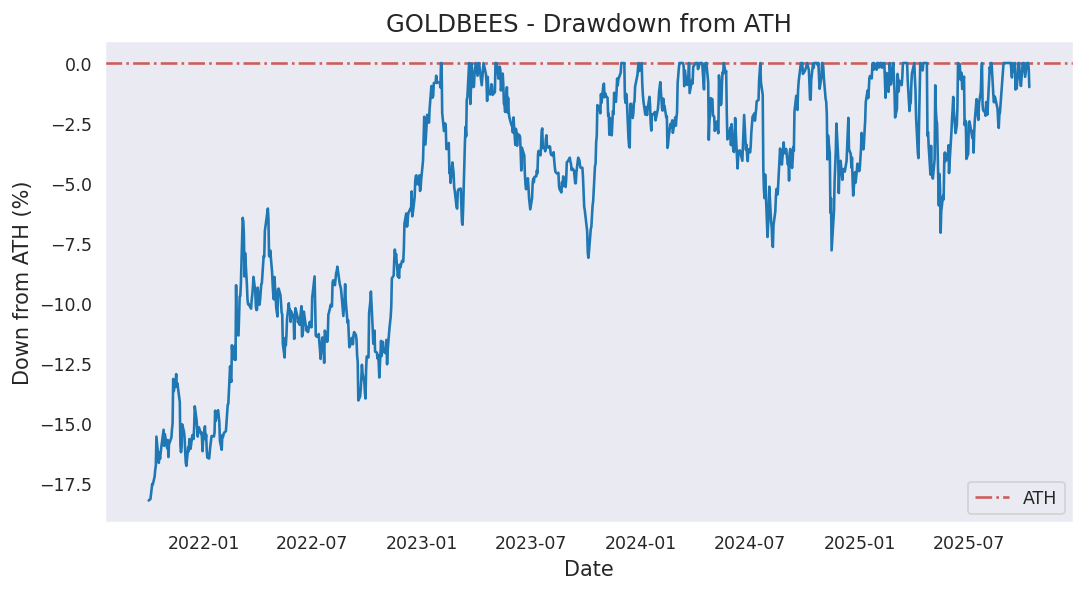 GOLDBEES - Drawdown from ATH
Down from ATH (%)
0.0
−2.5
−5.0
−7.5
−10.0
−12.5
−15.0
−17.5
ATH
2022-01 2022-07 2023-01 2023-07 2024-01 2024-07 2025-01 2025-07
Date